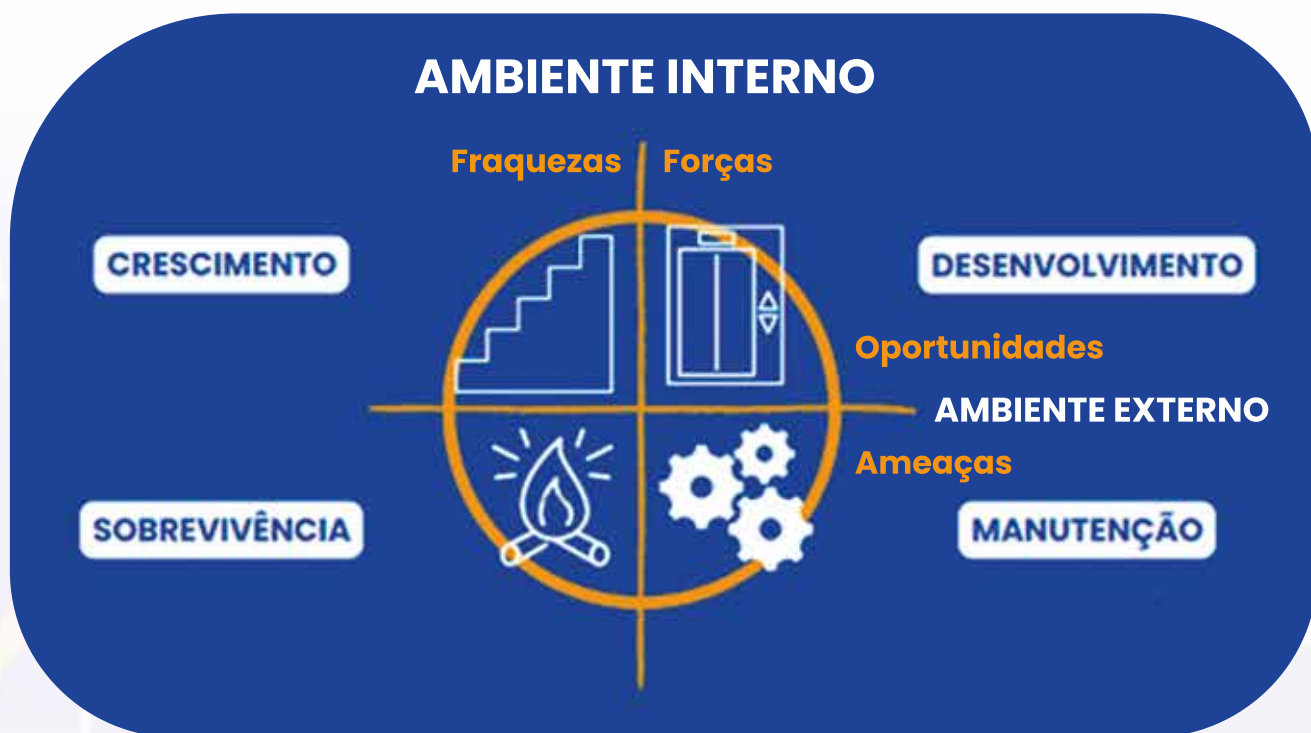 AMBIENTE INTERNO
Fraquezas
Forças
CRESCIMENTO
DESENVOLVIMENTO
Oportunidades
AMBIENTE EXTERNO
Ameaças
SOBREVIVÊNCIA
MANUTENÇÃO